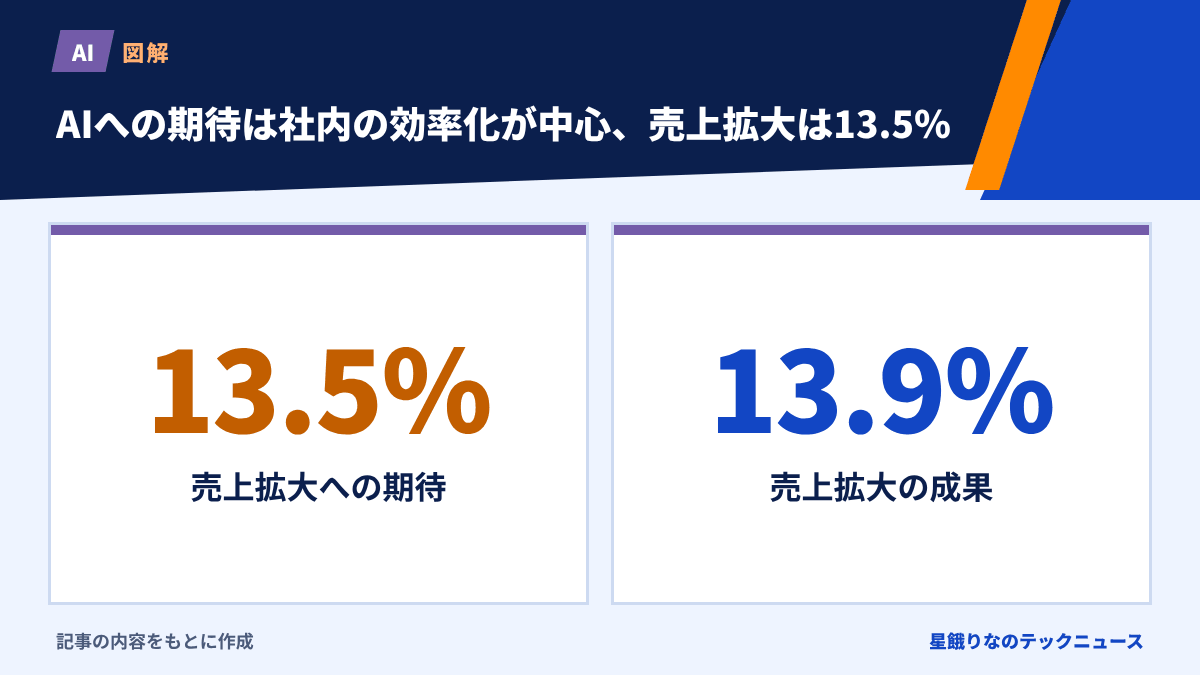 AI 図解
AIへの期待は社内の効率化が中心、売上拡大は13.5%
13.5%
売上拡大への期待
13.9%
売上拡大の成果
記事の内容をもとに作成
星餓りなのテックニュース